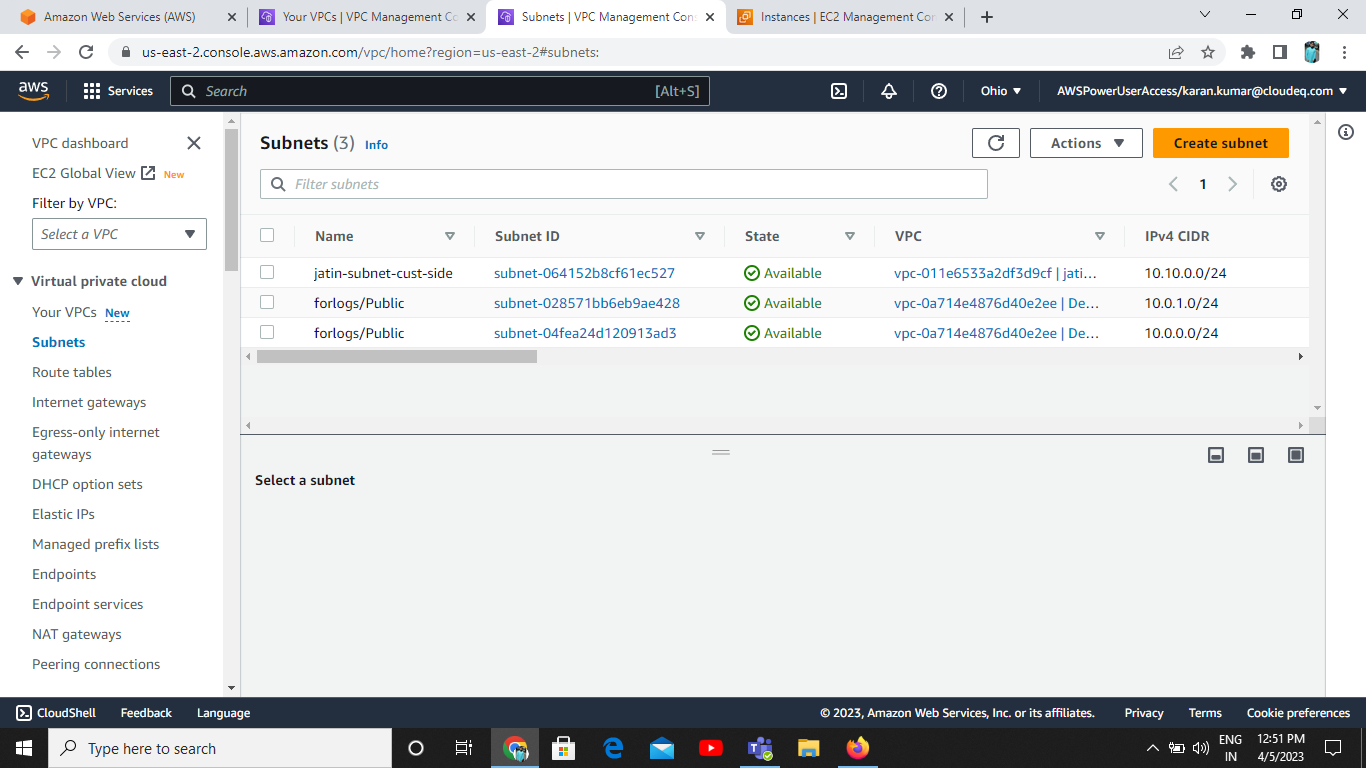 Amazon Web Services (AWS)
Your VPCs | VPC Management Co
Subnets | VPC Management Cons
Instances | EC2 Management Con
us-east-2.console.aws.amazon.com/vpc/home?region=us-east-2#subnets:
aws
Services
Search
[Alt+S]
Ohio
AWSPowerUserAccess/karan.kumar@cloudeq.com
VPC dashboard
EC2 Global View New
Filter by VPC:
Select a VPC
Virtual private cloud
Your VPCs New
Subnets
Route tables
Internet gateways
Egress-only internet
gateways
DHCP option sets
Elastic IPs
Managed prefix lists
Endpoints
Endpoint services
NAT gateways
Peering connections
Subnets (3) Info
Actions
Create subnet
Filter subnets
1
Name Subnet ID State VPC IPv4 CIDR
jatin-subnet-cust-side subnet-064152b8cf61ec527 Available vpc-011e6533a2df3d9cf | jati... 10.10.0.0/24
forlogs/Public subnet-028571bb6eb9ae428 Available vpc-0a714e4876d40e2ee | De... 10.0.1.0/24
forlogs/Public subnet-04fea24d120913ad3 Available vpc-0a714e4876d40e2ee | De... 10.0.0.0/24
Select a subnet
CloudShell Feedback Language © 2023, Amazon Web Services, Inc. or its affiliates. Privacy Terms Cookie preferences
Type here to search
ENG
IN
12:51 PM
4/5/2023